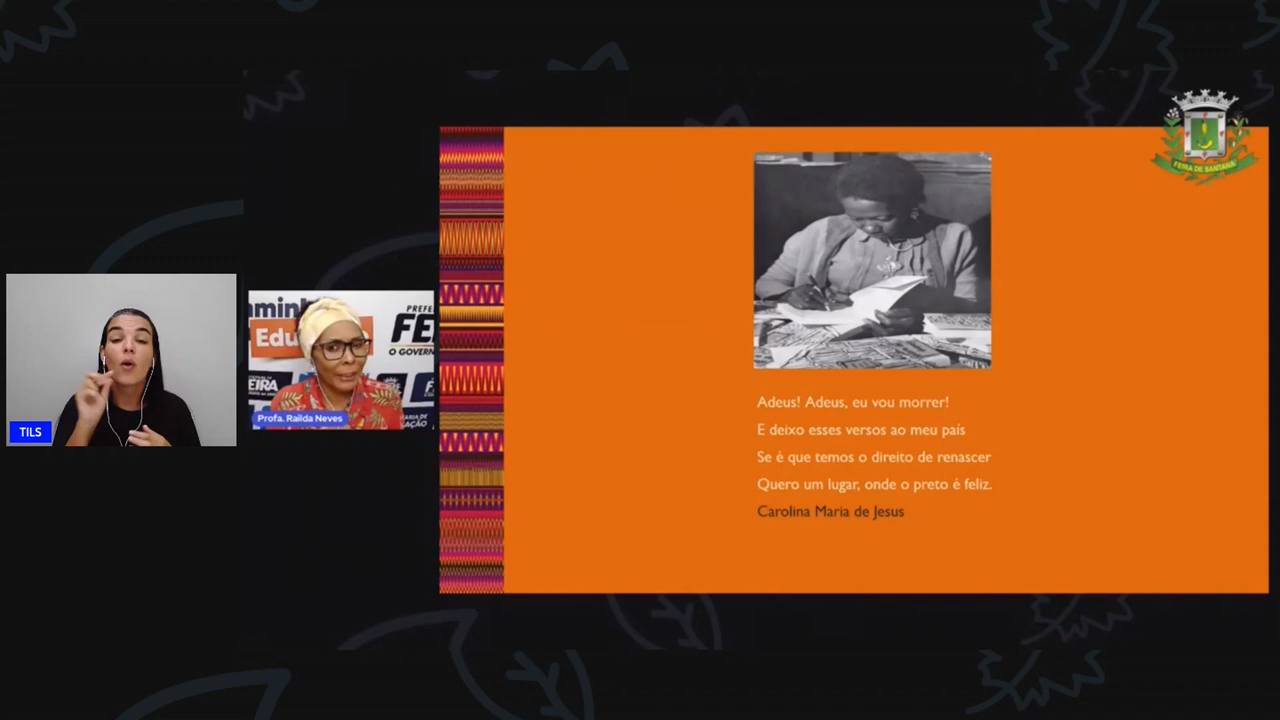 TILS
Profa. Railda Neves
FEIRA DE SANTANA
Adeus! Adeus, eu vou morrer!
E deixo esses versos ao meu país
Se é que temos o direito de renascer
Quero um lugar, onde o preto é feliz.
Carolina Maria de Jesus